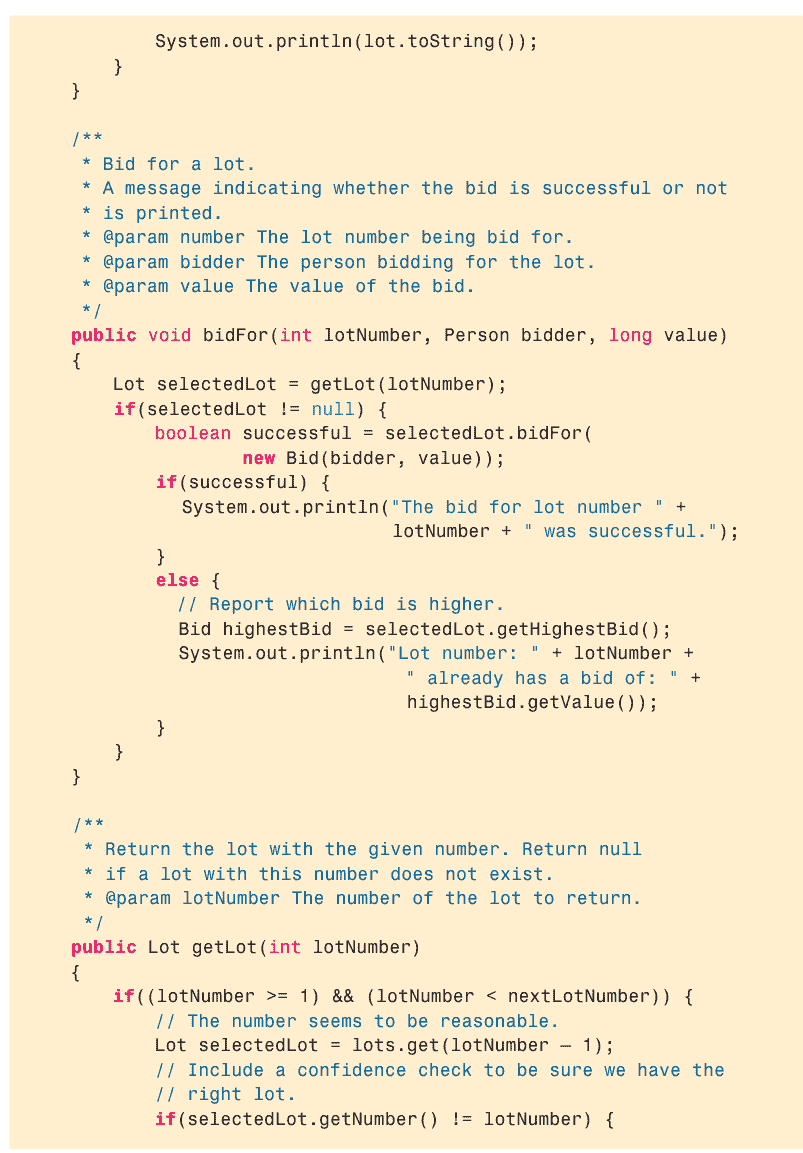 System.out.println(lot.toString());
        }
    }

    /**
     * Bid for a lot.
     * A message indicating whether the bid is successful or not
     * is printed.
     * @param number The lot number being bid for.
     * @param bidder The person bidding for the lot.
     * @param value The value of the bid.
     */
    public void bidFor(int lotNumber, Person bidder, long value)
    {
        Lot selectedLot = getLot(lotNumber);
        if(selectedLot != null) {
            boolean successful = selectedLot.bidFor(
                    new Bid(bidder, value));
            if(successful) {
              System.out.println("The bid for lot number " +
                                  lotNumber + " was successful.");
            }
            else {
              // Report which bid is higher.
              Bid highestBid = selectedLot.getHighestBid();
              System.out.println("Lot number: " + lotNumber +
                                   " already has a bid of: " +
                                   highestBid.getValue());
            }
        }
    }

    /**
     * Return the lot with the given number. Return null
     * if a lot with this number does not exist.
     * @param lotNumber The number of the lot to return.
     */
    public Lot getLot(int lotNumber)
    {
        if((lotNumber >= 1) && (lotNumber < nextLotNumber)) {
            // The number seems to be reasonable.
            Lot selectedLot = lots.get(lotNumber – 1);
            // Include a confidence check to be sure we have the
            // right lot.
            if(selectedLot.getNumber() != lotNumber) {